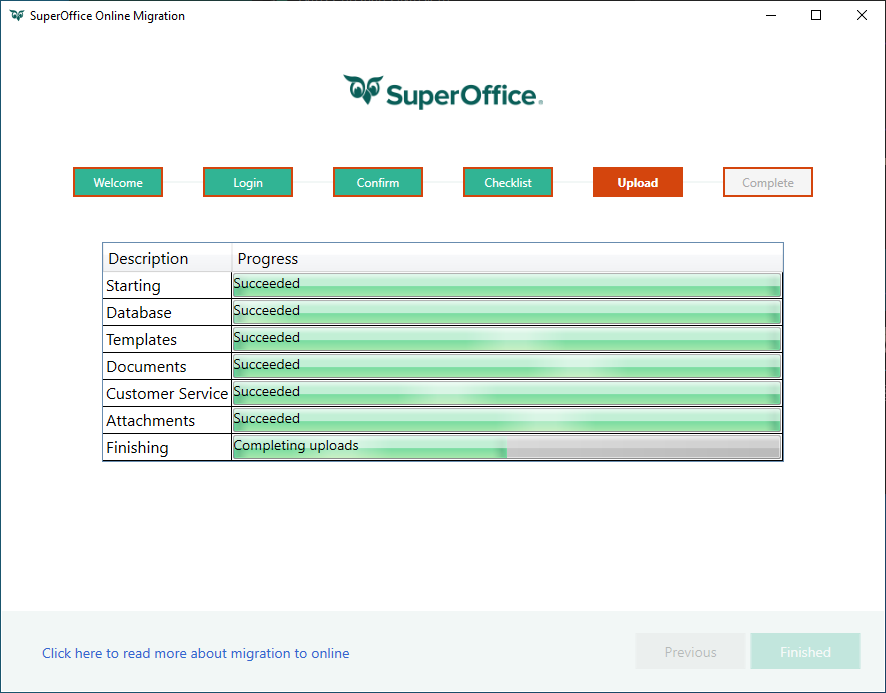 SuperOffice Online Migration
SuperOffice®
Welcome Login Confirm Checklist Upload Complete
Description Progress
Starting Succeeded
Database Succeeded
Templates Succeeded
Documents Succeeded
Customer Service Succeeded
Attachments Succeeded
Finishing Completing uploads
Click here to read more about migration to online
Previous Finished